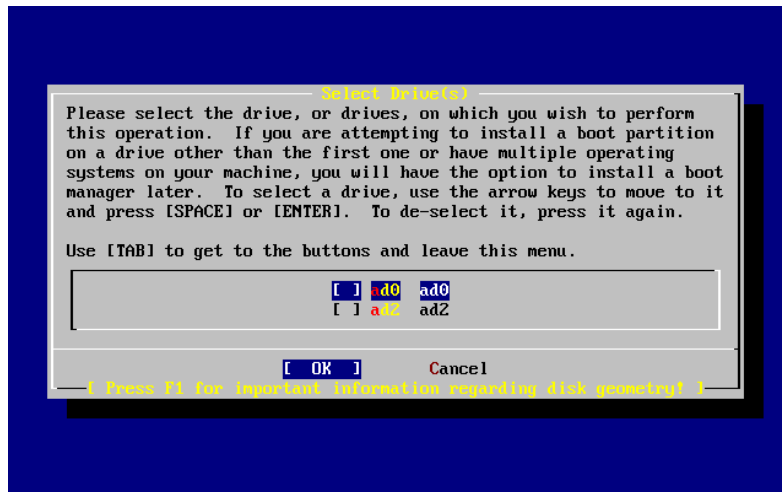 Select Drive(s)
Please select the drive, or drives, on which you wish to perform
this operation.  If you are attempting to install a boot partition
on a drive other than the first one or have multiple operating
systems on your machine, you will have the option to install a boot
manager later.  To select a drive, use the arrow keys to move to it
and press [SPACE] or [ENTER].  To de-select it, press it again.
Use [TAB] to get to the buttons and leave this menu.
[ ] ad0 ad0
[ ] ad2 ad2
[ OK ] Cancel
[ Press F1 for important information regarding disk geometry! ]